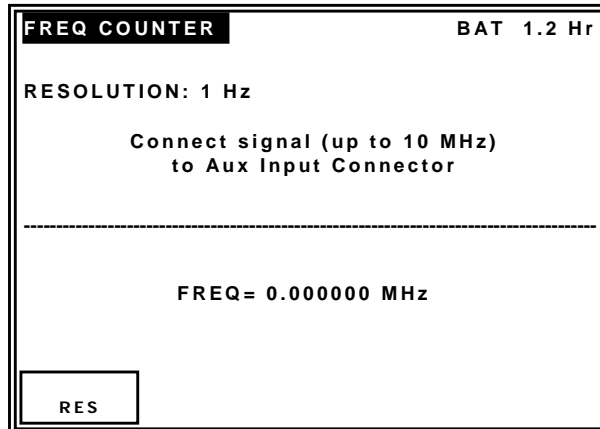 FREQ COUNTER BAT 1.2 Hr
RESOLUTION: 1 Hz
Connect signal (up to 10 MHz)
to Aux Input Connector
FREQ= 0.000000 MHz
RES